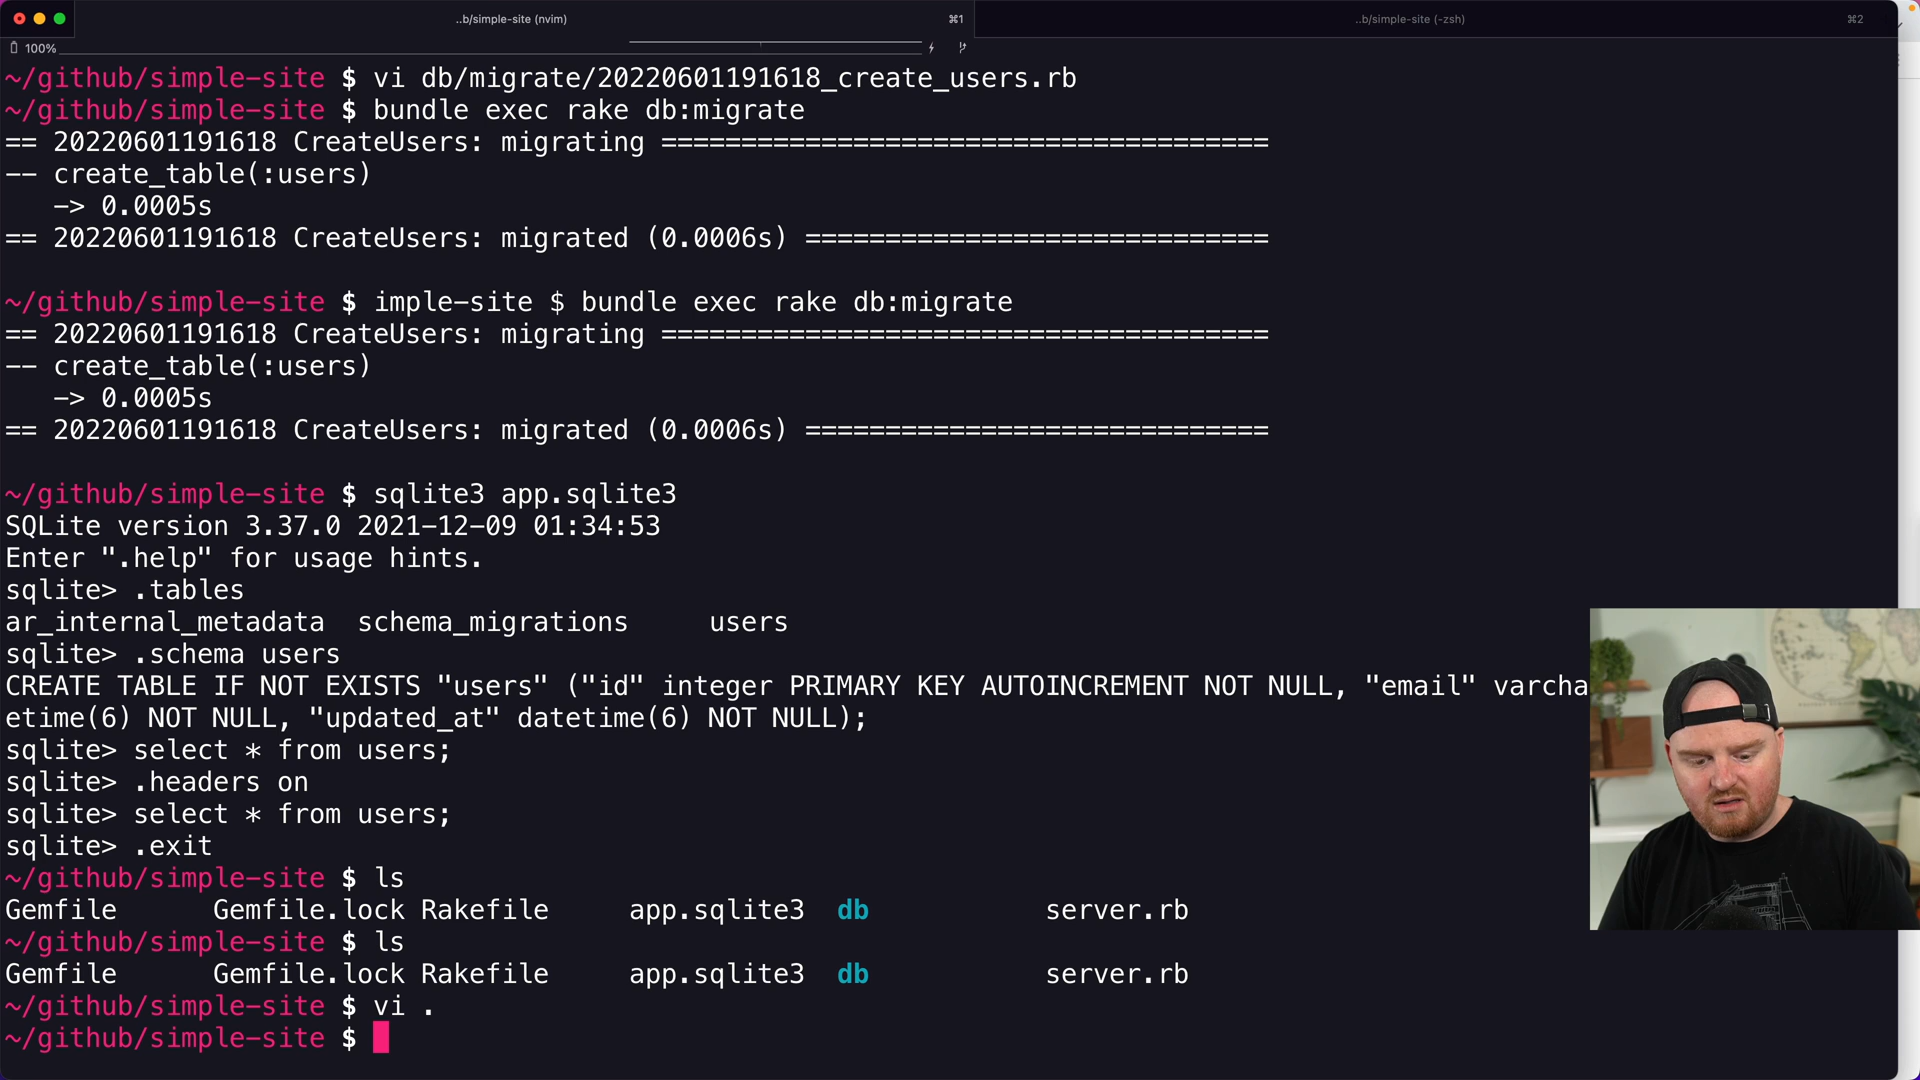 ..b/simple-site (nvim)
⌘1
..b/simple-site (-zsh)
⌘2
100%
~/github/simple-site $ vi db/migrate/20220601191618_create_users.rb
~/github/simple-site $ bundle exec rake db:migrate
== 20220601191618 CreateUsers: migrating ======================================
-- create_table(:users)
   -> 0.0005s
== 20220601191618 CreateUsers: migrated (0.0006s) =============================
~/github/simple-site $ imple-site $ bundle exec rake db:migrate
== 20220601191618 CreateUsers: migrating ======================================
-- create_table(:users)
   -> 0.0005s
== 20220601191618 CreateUsers: migrated (0.0006s) =============================
~/github/simple-site $ sqlite3 app.sqlite3
SQLite version 3.37.0 2021-12-09 01:34:53
Enter ".help" for usage hints.
sqlite> .tables
ar_internal_metadata  schema_migrations     users
sqlite> .schema users
CREATE TABLE IF NOT EXISTS "users" ("id" integer PRIMARY KEY AUTOINCREMENT NOT NULL, "email" varcha
etime(6) NOT NULL, "updated_at" datetime(6) NOT NULL);
sqlite> select * from users;
sqlite> .headers on
sqlite> select * from users;
sqlite> .exit
~/github/simple-site $ ls
Gemfile      Gemfile.lock Rakefile     app.sqlite3  db           server.rb
~/github/simple-site $ ls
Gemfile      Gemfile.lock Rakefile     app.sqlite3  db           server.rb
~/github/simple-site $ vi .
~/github/simple-site $